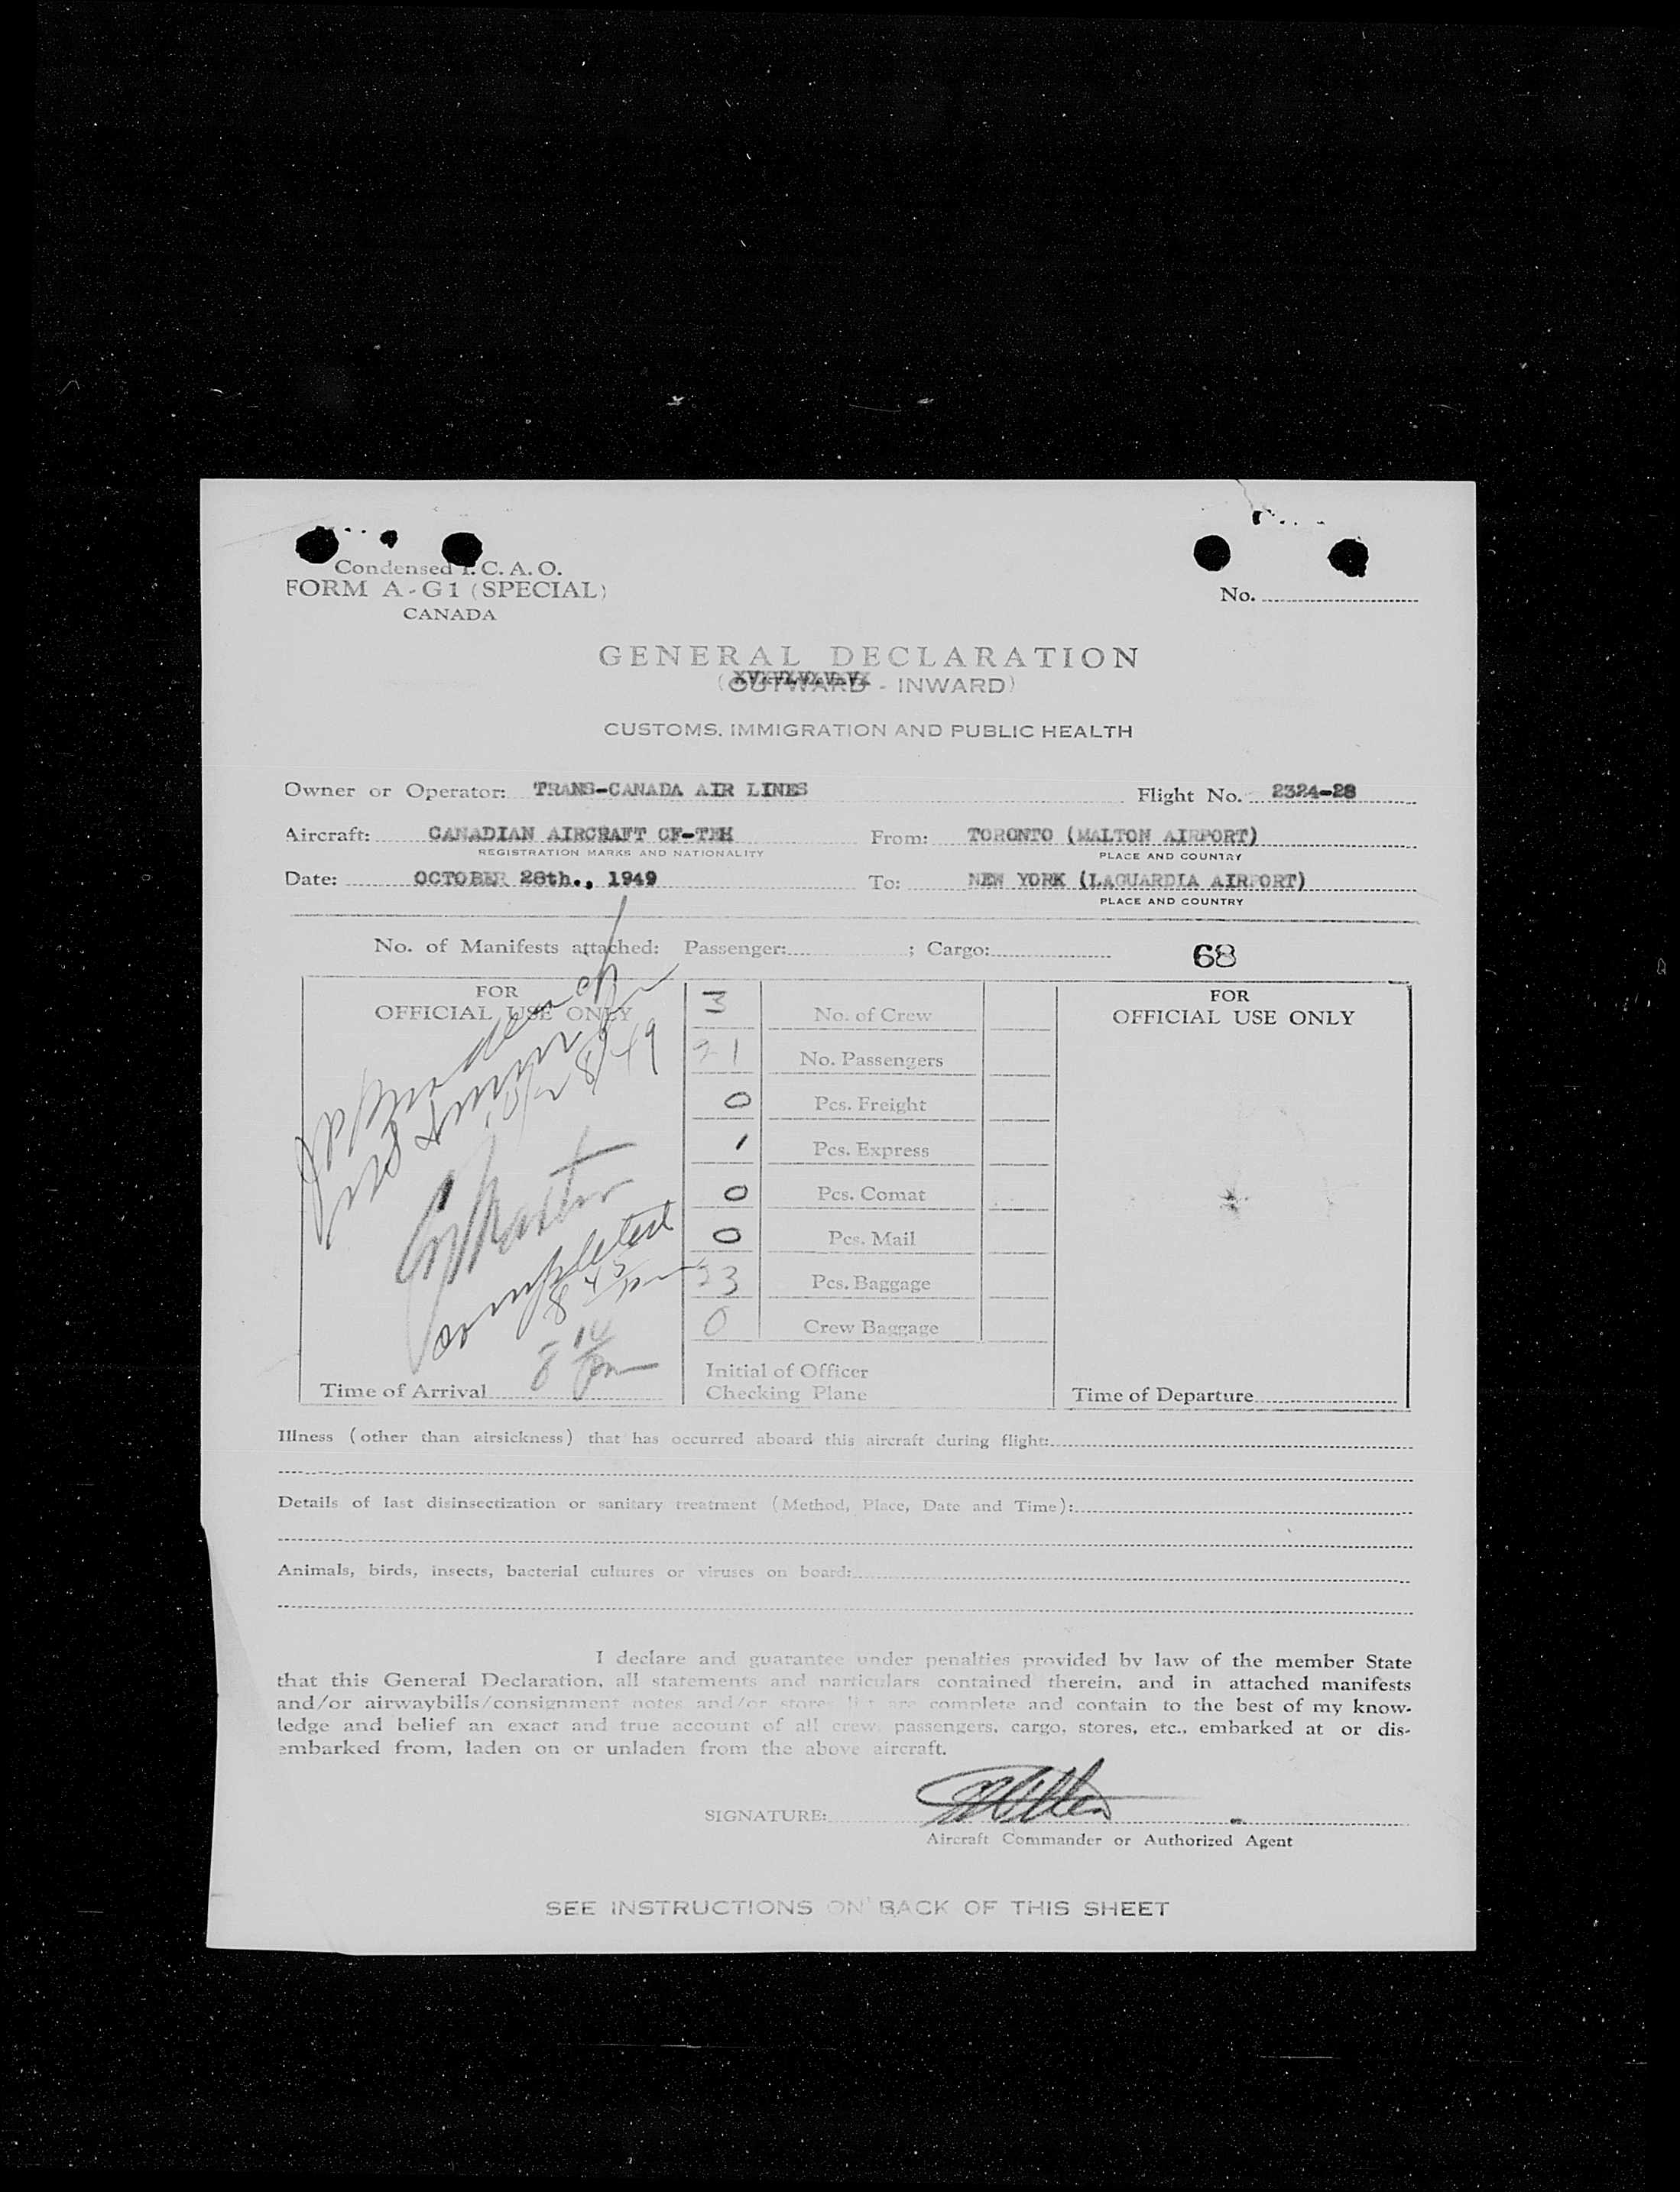 Condensed I. C. A. O.
FORM A-G1 (SPECIAL)
CANADA
No.
GENERAL DECLARATION
(OUTWARD - INWARD)
CUSTOMS, IMMIGRATION AND PUBLIC HEALTH
Owner or Operator: TRANS-CANADA AIR LINES Flight No. 2324-28
Aircraft: CANADIAN AIRCRAFT CF-TEH From: TORONTO (MALTON AIRPORT)
REGISTRATION MARKS AND NATIONALITY PLACE AND COUNTRY
Date: OCTOBER 28th., 1949 To: NEW YORK (LAGUARDIA AIRPORT)
PLACE AND COUNTRY
No. of Manifests attached: Passenger: ; Cargo: 68
FOR
OFFICIAL USE ONLY
10/28/49
completed
8 45 pm
8 14 pm
Time of Arrival
3 No. of Crew
21 No. Passengers
0 Pcs. Freight
1 Pcs. Express
0 Pcs. Comat
0 Pcs. Mail
23 Pcs. Baggage
0 Crew Baggage
Initial of Officer
Checking Plane
FOR
OFFICIAL USE ONLY
Time of Departure
Illness (other than airsickness) that has occurred aboard this aircraft during flight:
Details of last disinsectization or sanitary treatment (Method, Place, Date and Time):
Animals, birds, insects, bacterial cultures or viruses on board:
I declare and guarantee under penalties provided by law of the member State
that this General Declaration, all statements and particulars contained therein, and in attached manifests
and/or airwaybills/consignment notes and/or stores list are complete and contain to the best of my know-
ledge and belief an exact and true account of all crew, passengers, cargo, stores, etc., embarked at or dis-
embarked from, laden on or unladen from the above aircraft.
SIGNATURE:
Aircraft Commander or Authorized Agent
SEE INSTRUCTIONS ON BACK OF THIS SHEET